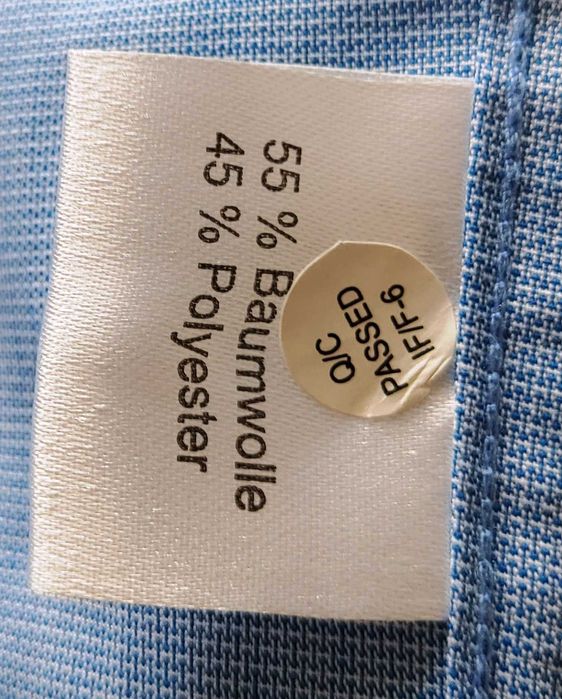 55 % Baumwolle
45 % Polyester
Q/C
PASSED
IF/F-6